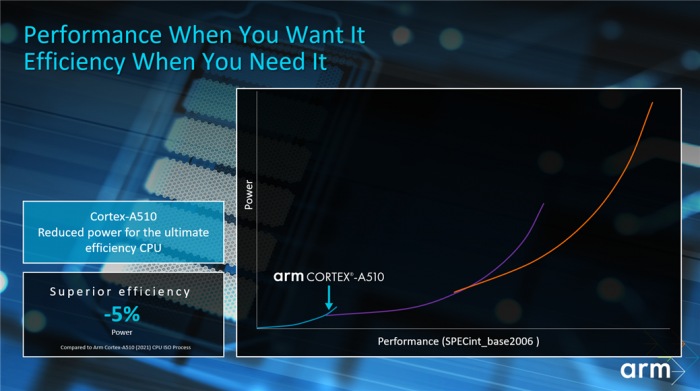 Performance When You Want It
Efficiency When You Need It
Cortex-A510
Reduced power for the ultimate
efficiency CPU
Superior efficiency
-5%
Power
Compared to Arm Cortex-A510 (2021) CPU ISO Process
Power
arm CORTEX®-A510
Performance (SPECint_base2006 )
arm